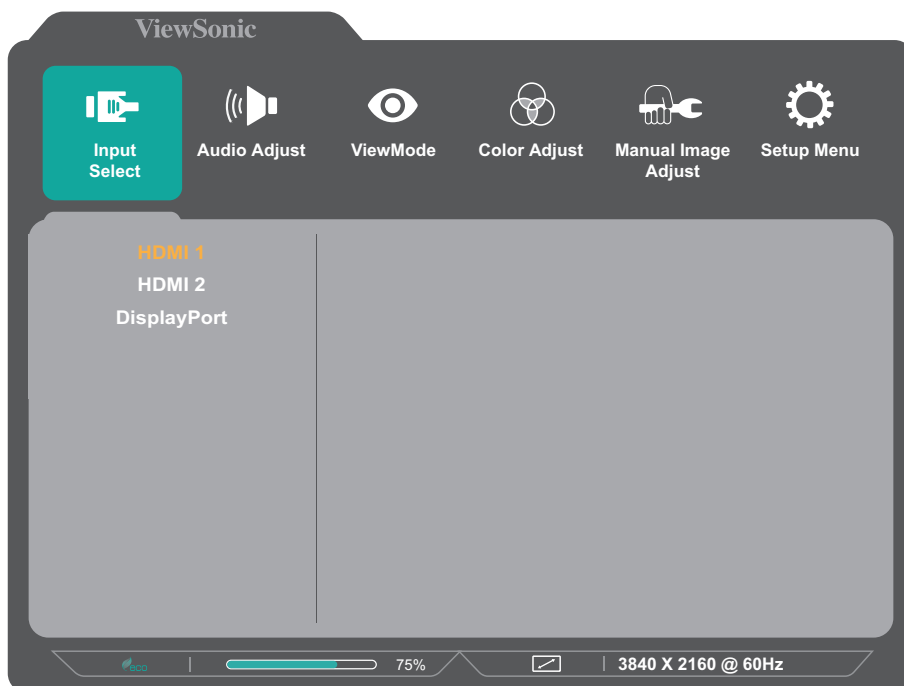 ViewSonic
Input
Select
Audio Adjust
ViewMode
Color Adjust
Manual Image
Adjust
Setup Menu
HDMI 1
HDMI 2
DisplayPort
eco
75%
3840 X 2160 @ 60Hz